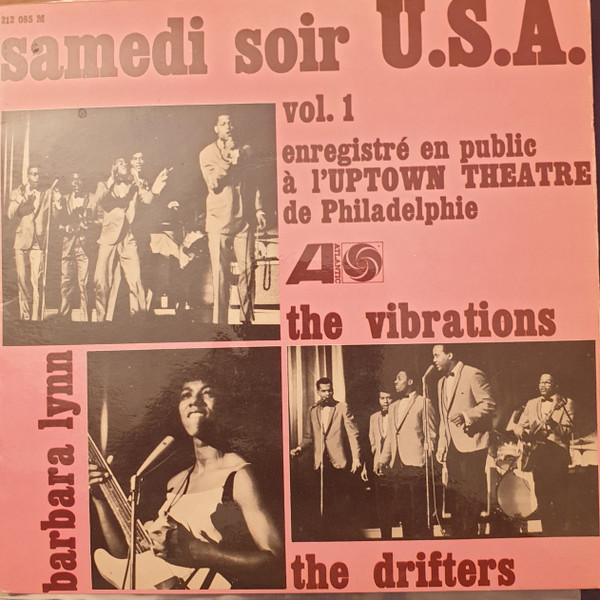 212 085 M
samedi soir U.S.A.
vol. 1
enregistré en public
à l'UPTOWN THEATRE
de Philadelphie
A ATLANTIC
the vibrations
barbara lynn
the drifters